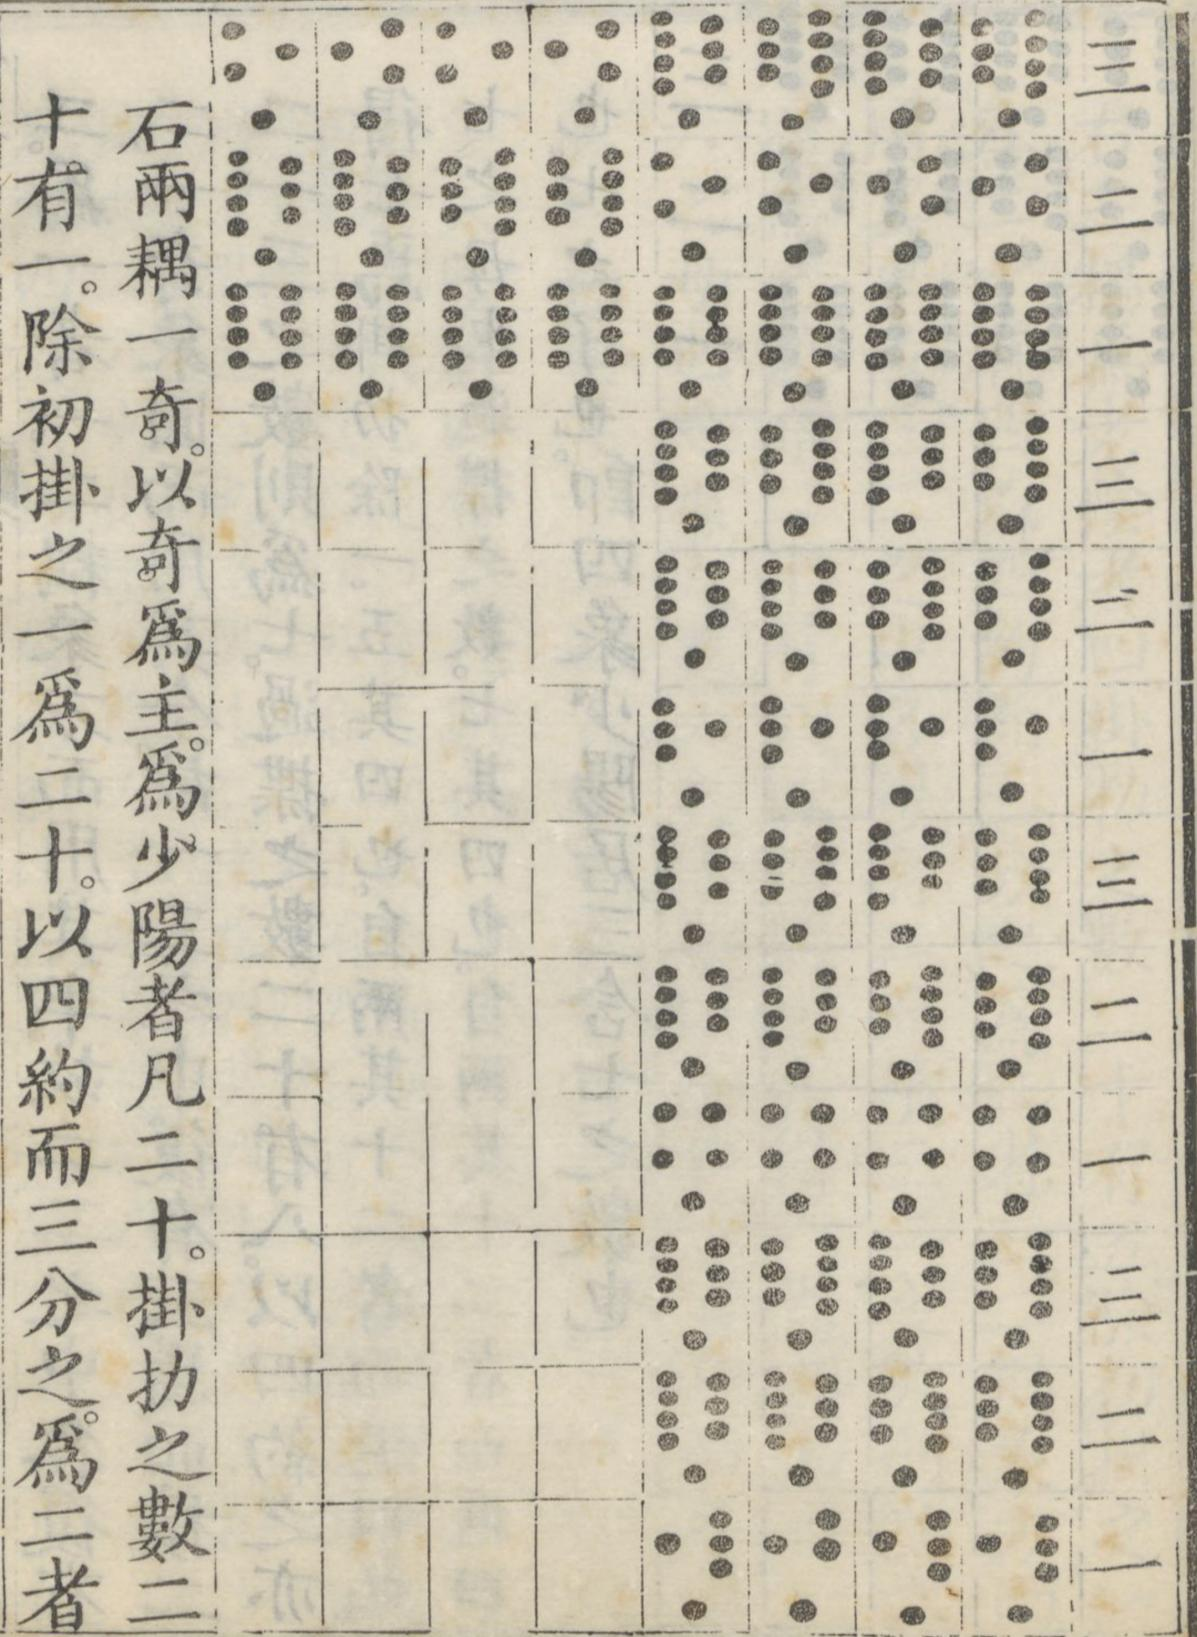 三
二
一
三
二
一
三
二
一
三
二
一
石兩耦一奇。以奇爲主。爲少陽者凡二十。掛扐之數二
十。有一。除初掛之一爲二十。以四約而三分之。爲二者